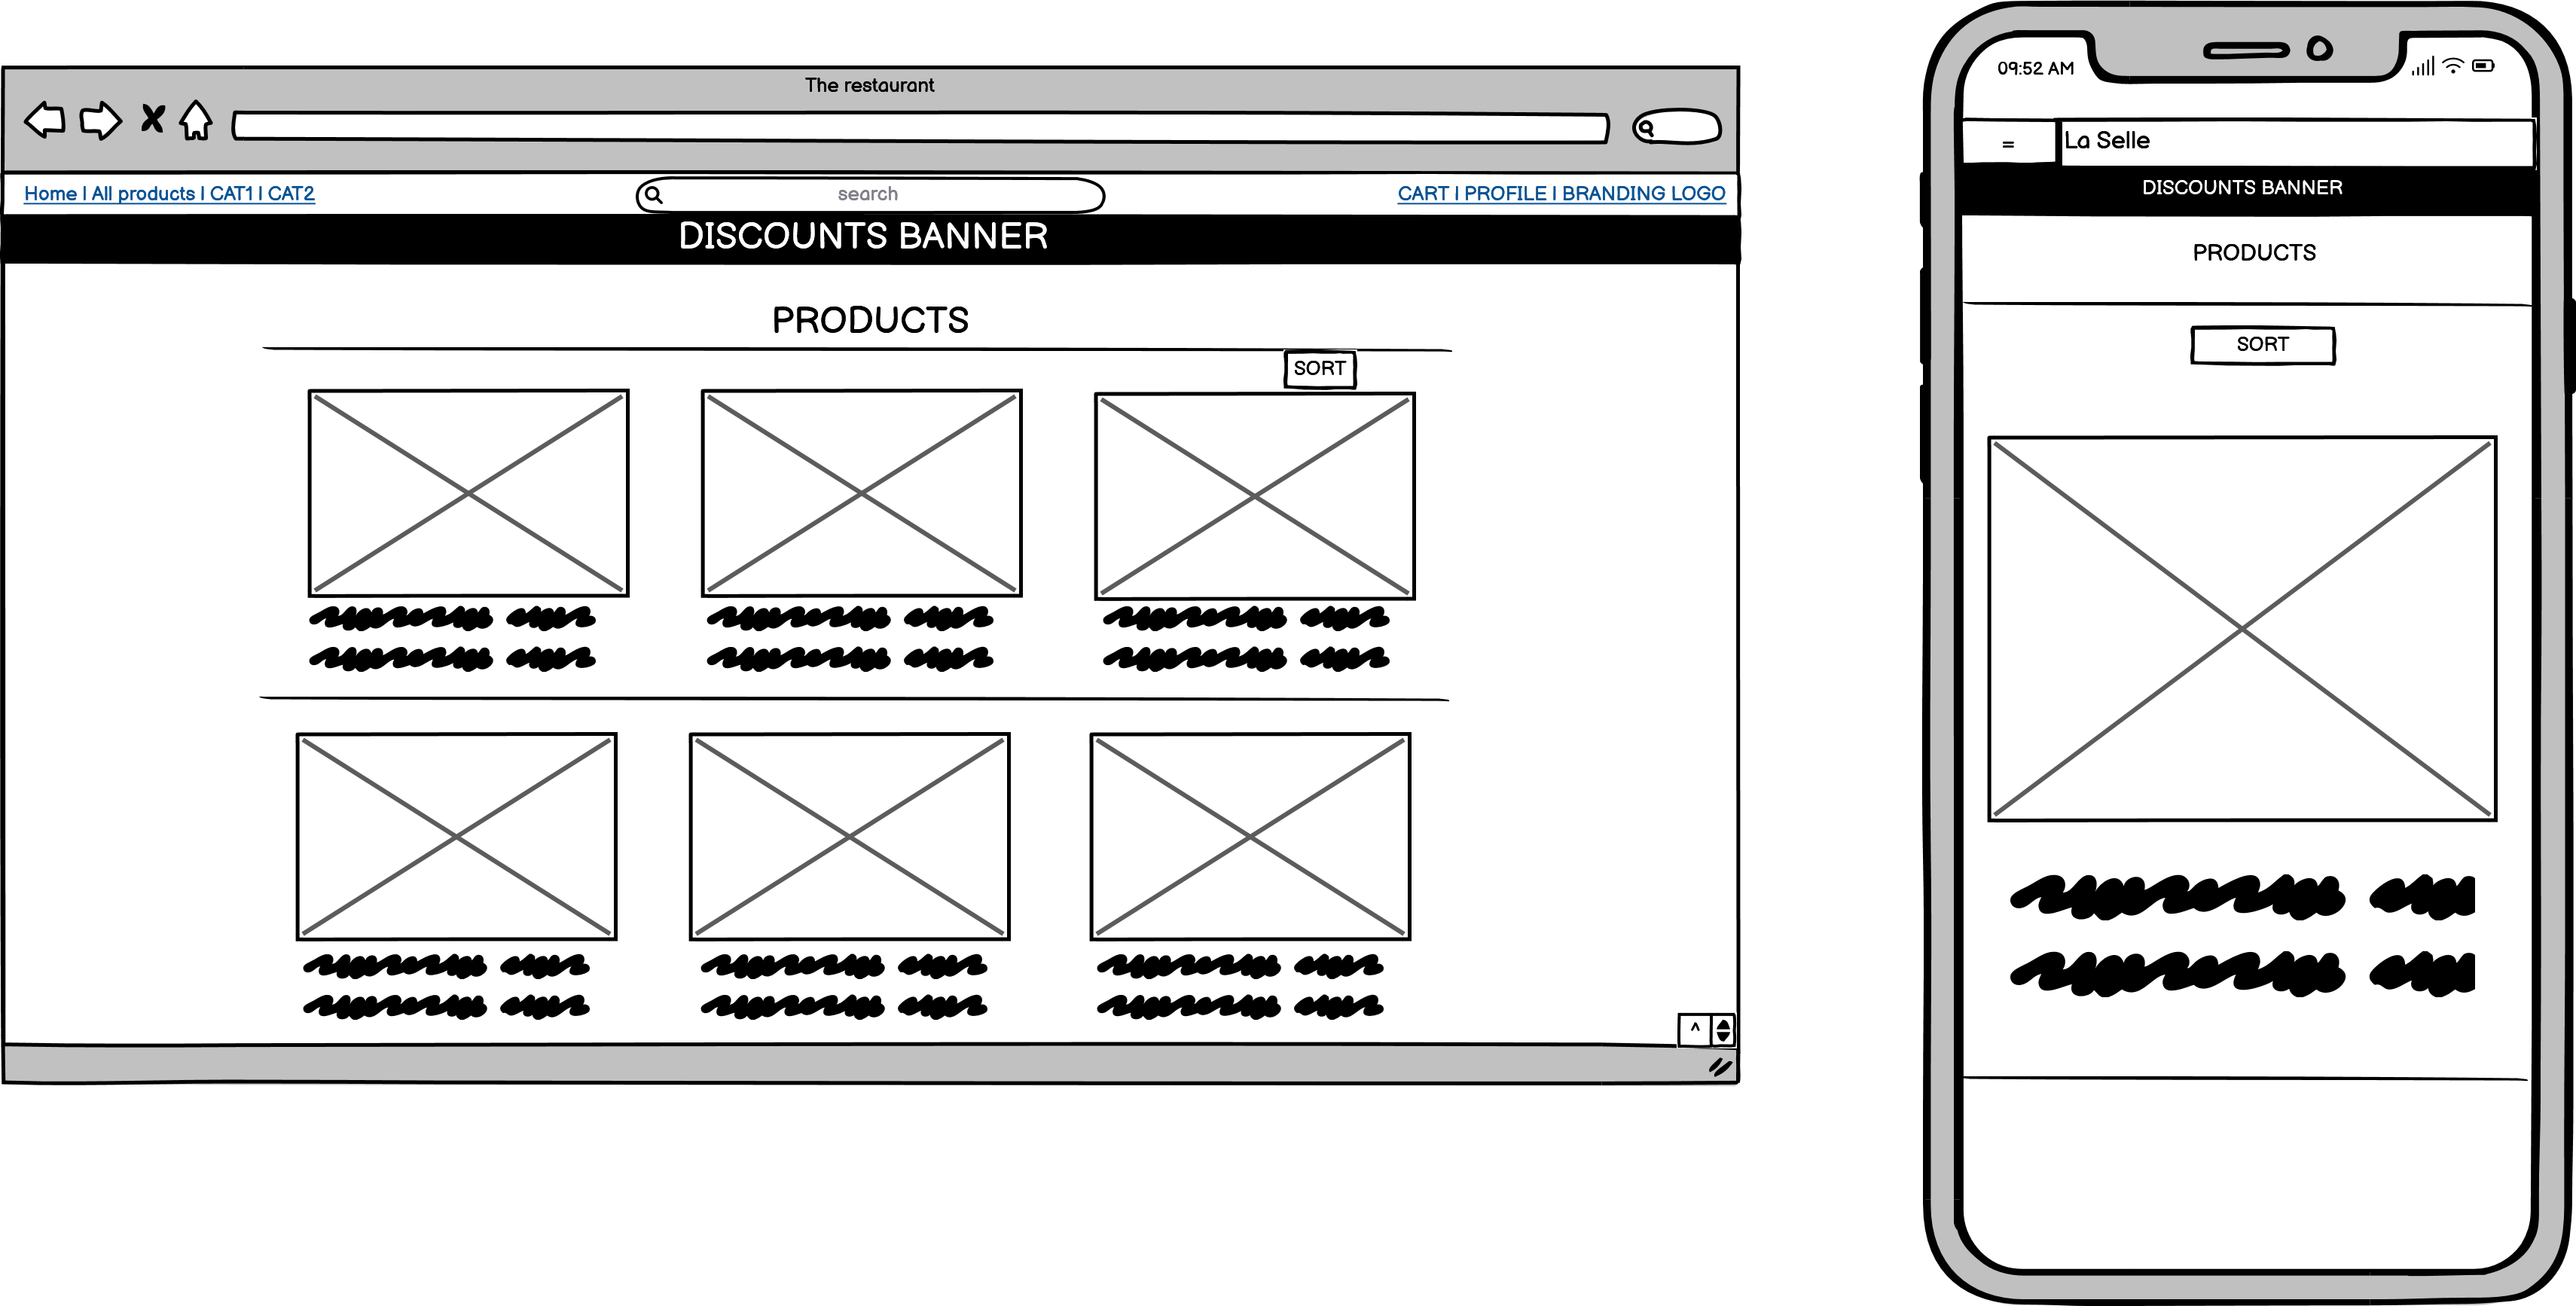 The restaurant
Home | All products | CAT1 | CAT2
search
CART | PROFILE | BRANDING LOGO
DISCOUNTS BANNER
PRODUCTS
SORT
^
09:52 AM
=
La Selle
DISCOUNTS BANNER
PRODUCTS
SORT